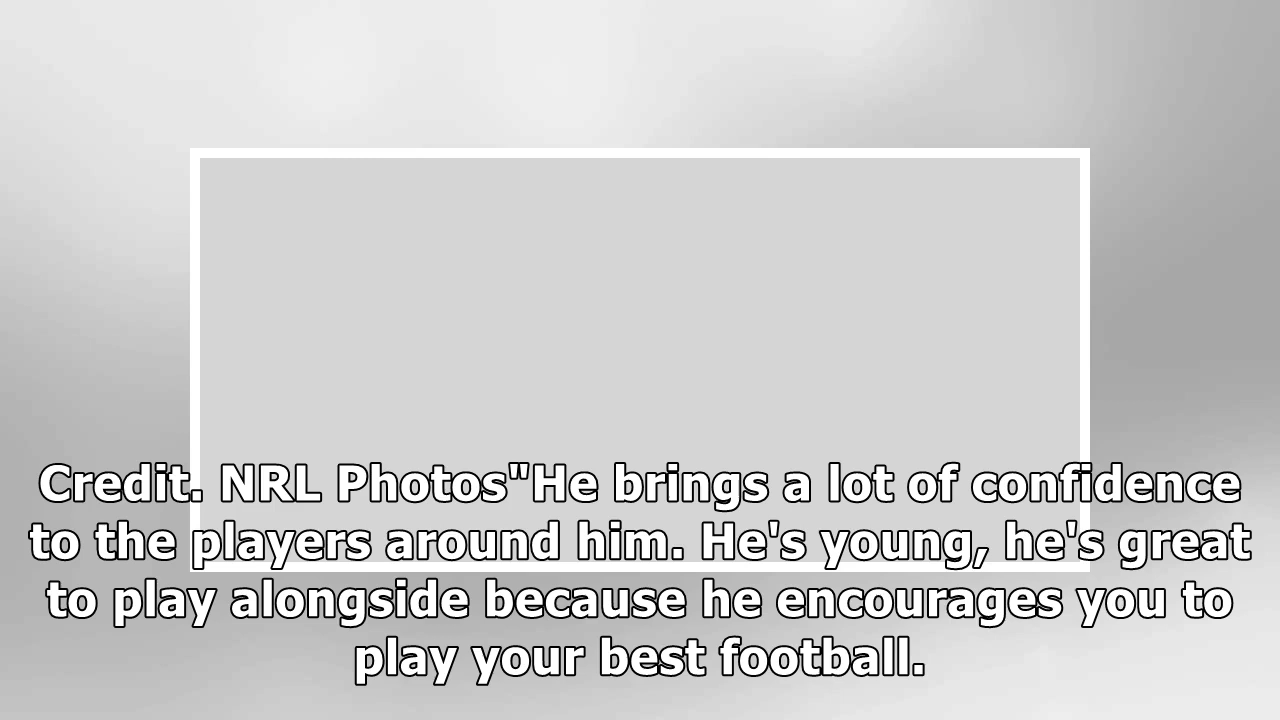 Credit. NRL Photos"He brings a lot of confidence
to the players around him. He's young, he's great
to play alongside because he encourages you to
play your best football.